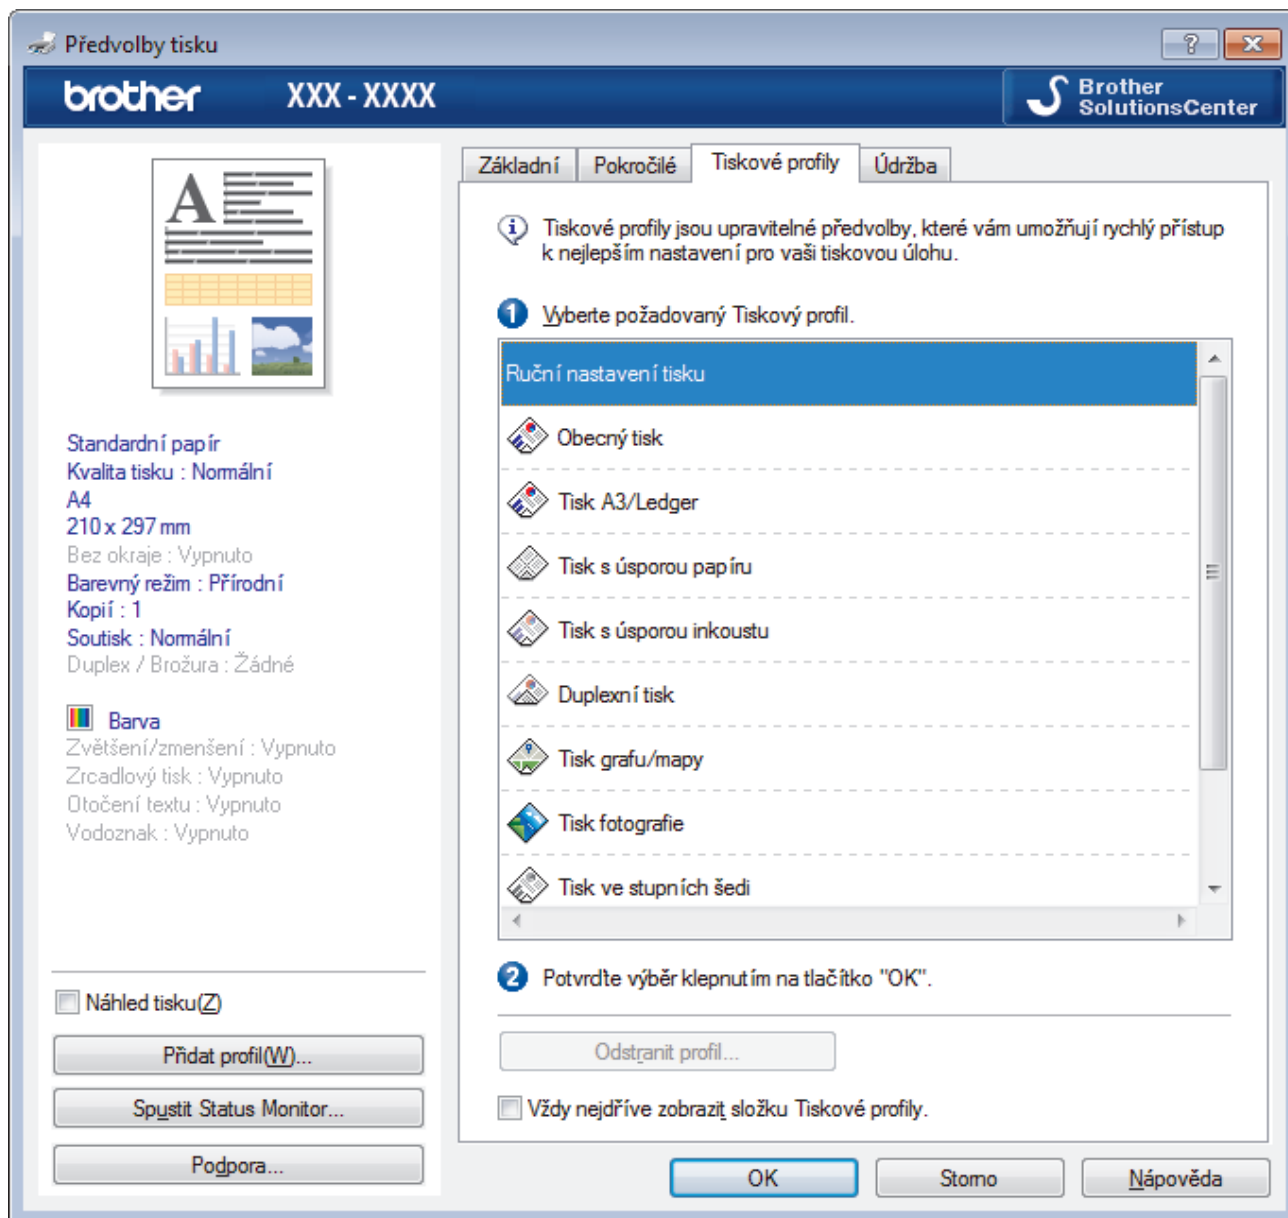 Předvolby tisku
brother XXX - XXXX
Brother
SolutionsCenter
A
Standardní papír
Kvalita tisku : Normální
A4
210 x 297 mm
Bez okraje : Vypnuto
Barevný režim : Přírodní
Kopií : 1
Soutisk : Normální
Duplex / Brožura : Žádné
Barva
Zvětšení/zmenšení : Vypnuto
Zrcadlový tisk : Vypnuto
Otočení textu : Vypnuto
Vodoznak : Vypnuto
Náhled tisku(Z)
Přidat profil(W)...
Spustit Status Monitor...
Podpora...
Základní Pokročilé Tiskové profily Údržba
Tiskové profily jsou upravitelné předvolby, které vám umožňují rychlý přístup
k nejlepším nastavení pro vaši tiskovou úlohu.
1 Vyberte požadovaný Tiskový profil.
Ruční nastavení tisku
Obecný tisk
Tisk A3/Ledger
Tisk s úsporou papíru
Tisk s úsporou inkoustu
Duplexní tisk
Tisk grafu/mapy
Tisk fotografie
Tisk ve stupních šedi
2 Potvrďte výběr klepnutím na tlačítko "OK".
Odstranit profil...
Vždy nejdříve zobrazit složku Tiskové profily.
OK Storno Nápověda